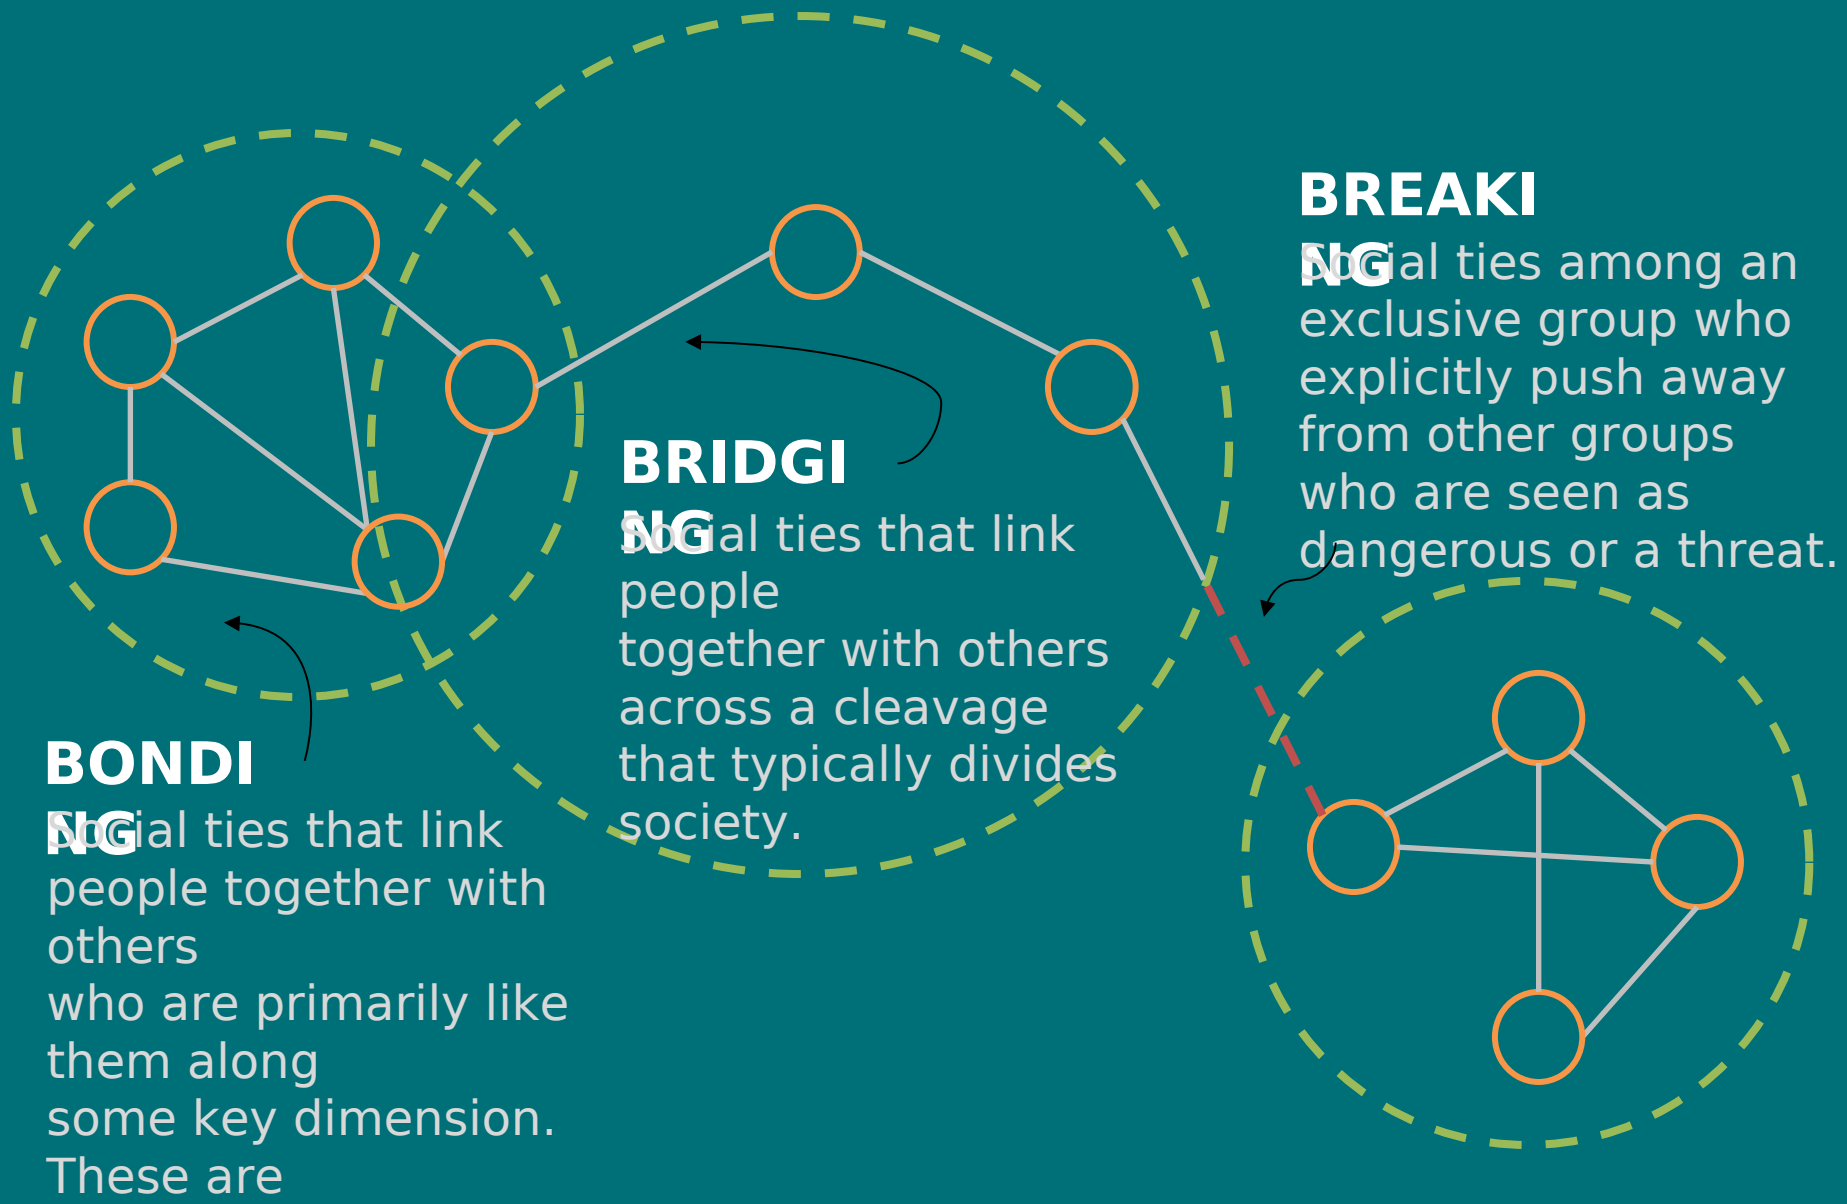 BREAKI
NG
Social ties among an
exclusive group who
explicitly push away
from other groups
who are seen as
dangerous or a threat.
BRIDGI
NG
Social ties that link
people
together with others
across a cleavage
that typically divides
society.
BONDI
NG
Social ties that link
people together with
others
who are primarily like
them along
some key dimension.
These are